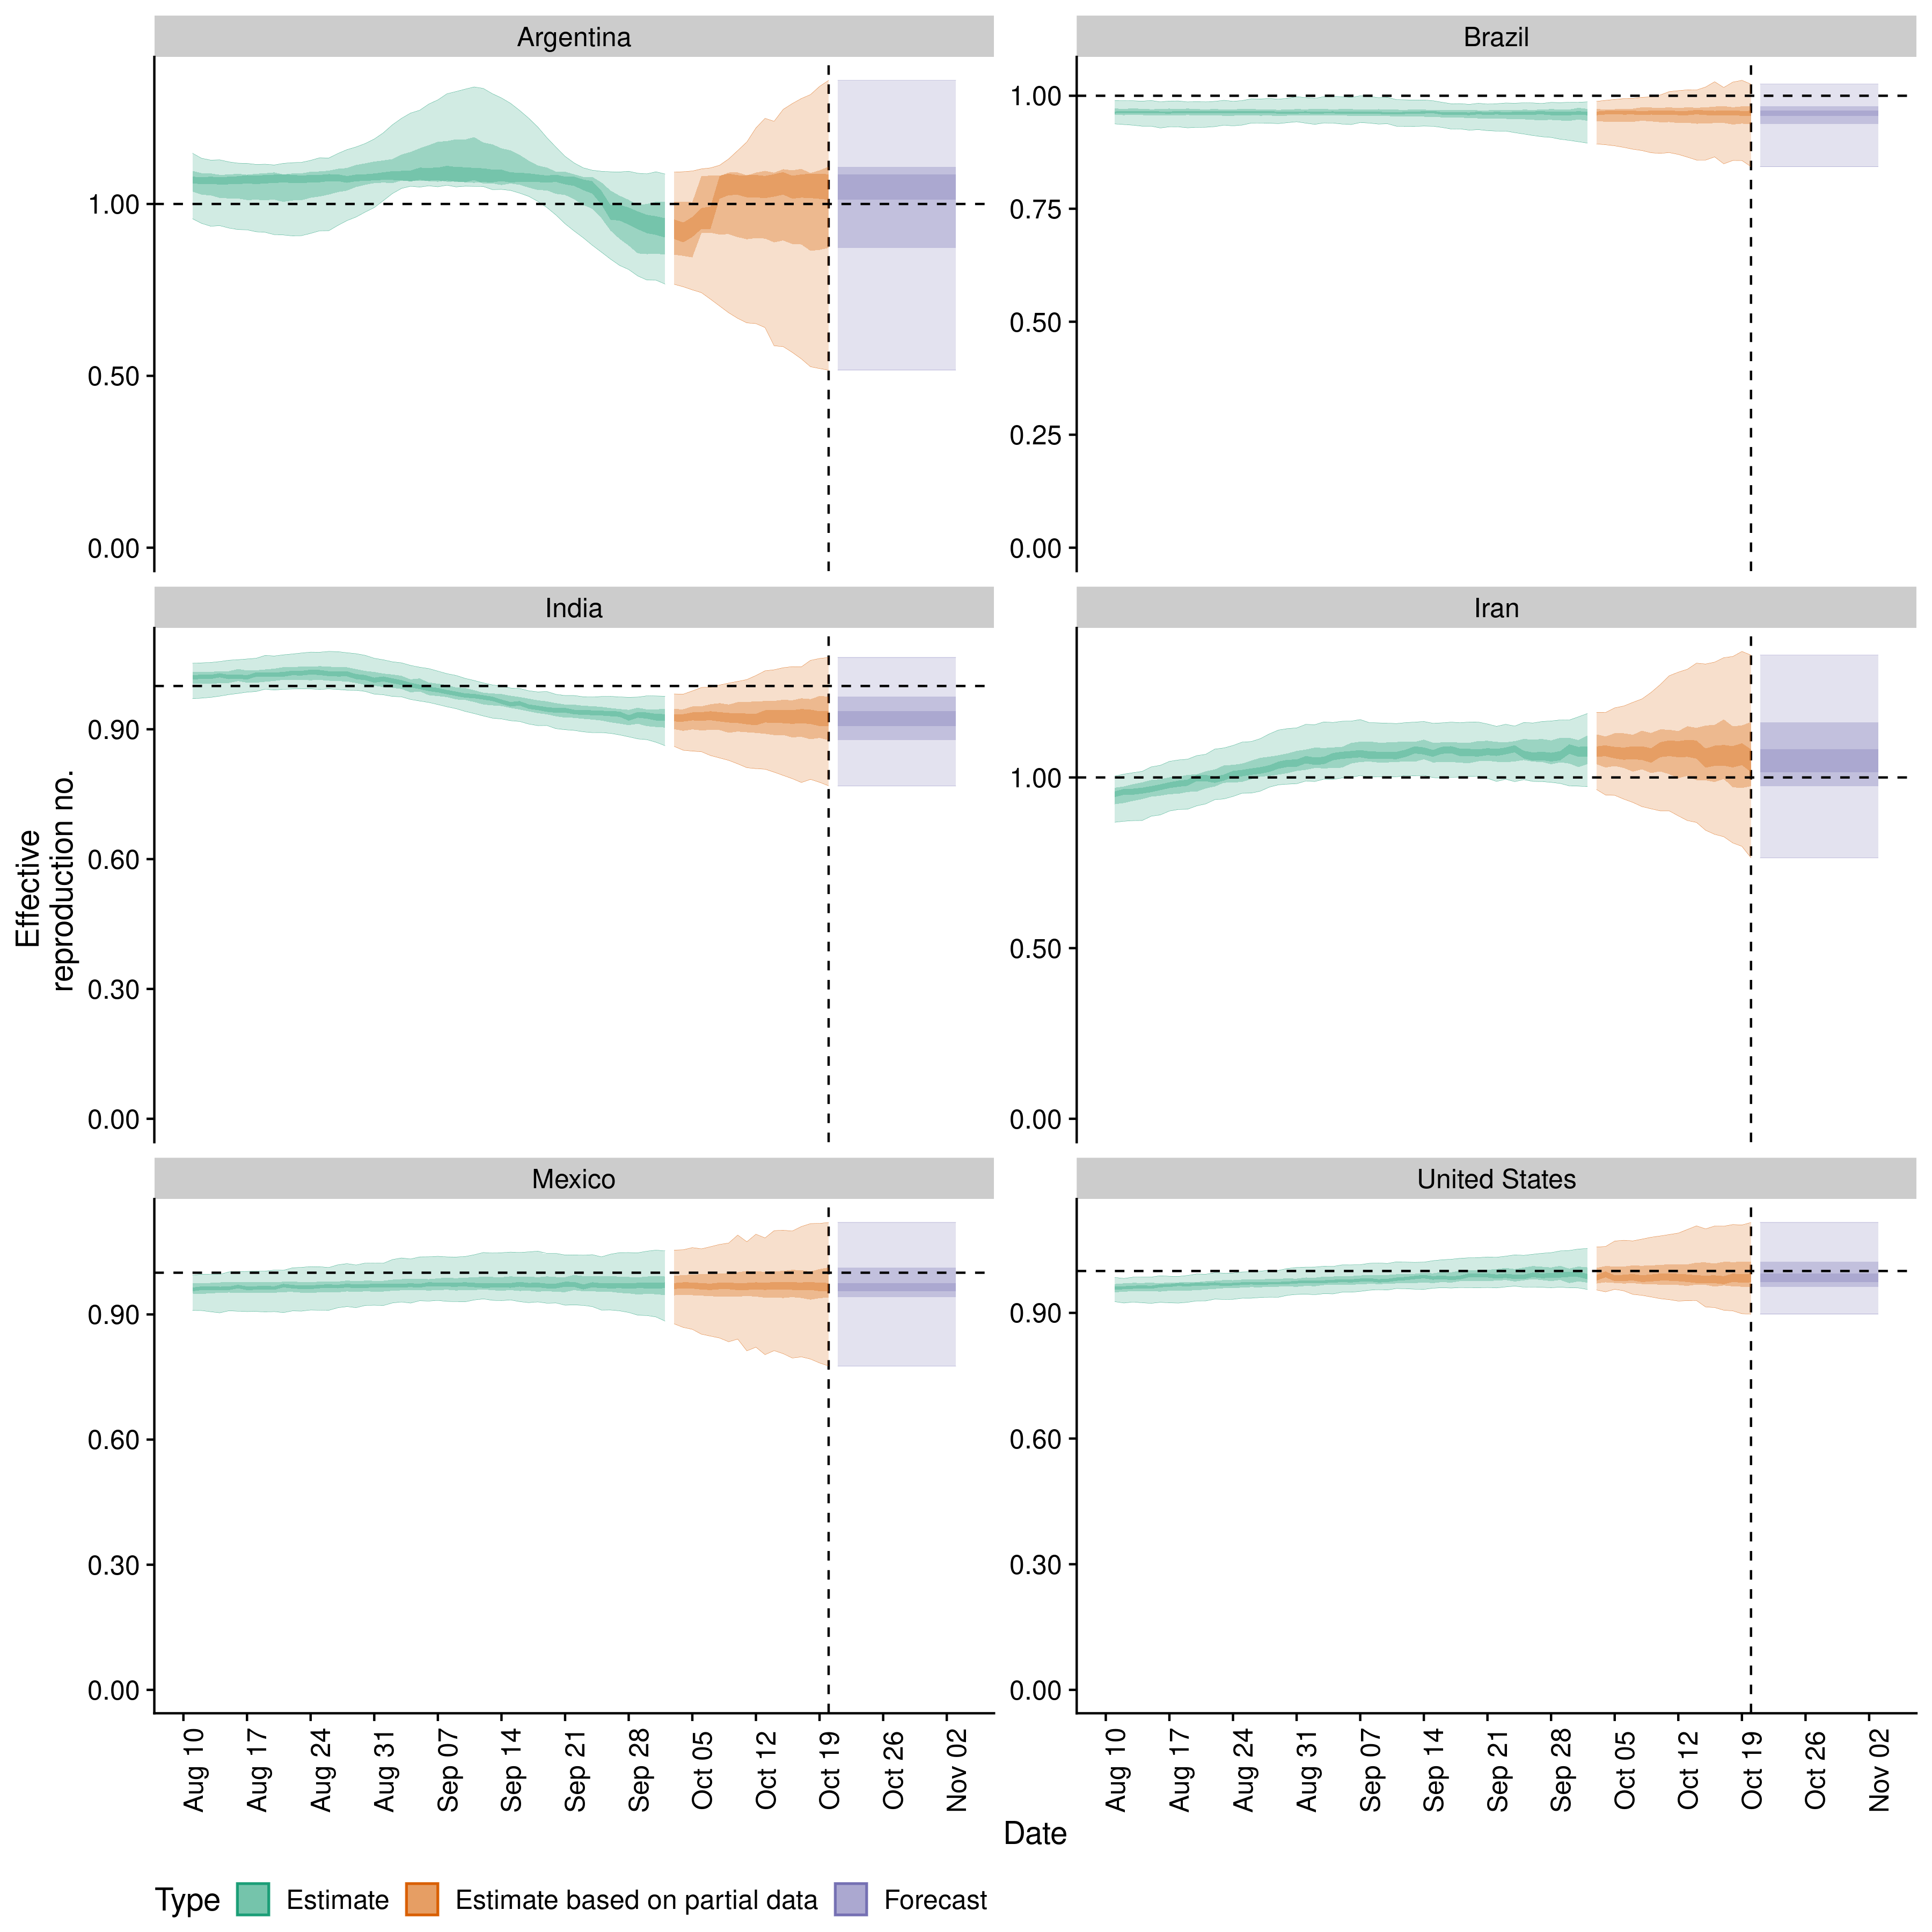 Argentina
Brazil
1.00
0.50
0.00
1.00
0.75
0.50
0.25
0.00
India
Iran
0.90
0.60
0.30
0.00
1.00
0.50
0.00
Effective
reproduction no.
Mexico
United States
0.90
0.60
0.30
0.00
0.90
0.60
0.30
0.00
Aug 10
Aug 17
Aug 24
Aug 31
Sep 07
Sep 14
Sep 21
Sep 28
Oct 05
Oct 12
Oct 19
Oct 26
Nov 02
Aug 10
Aug 17
Aug 24
Aug 31
Sep 07
Sep 14
Sep 21
Sep 28
Oct 05
Oct 12
Oct 19
Oct 26
Nov 02
Date
Type Estimate Estimate based on partial data Forecast